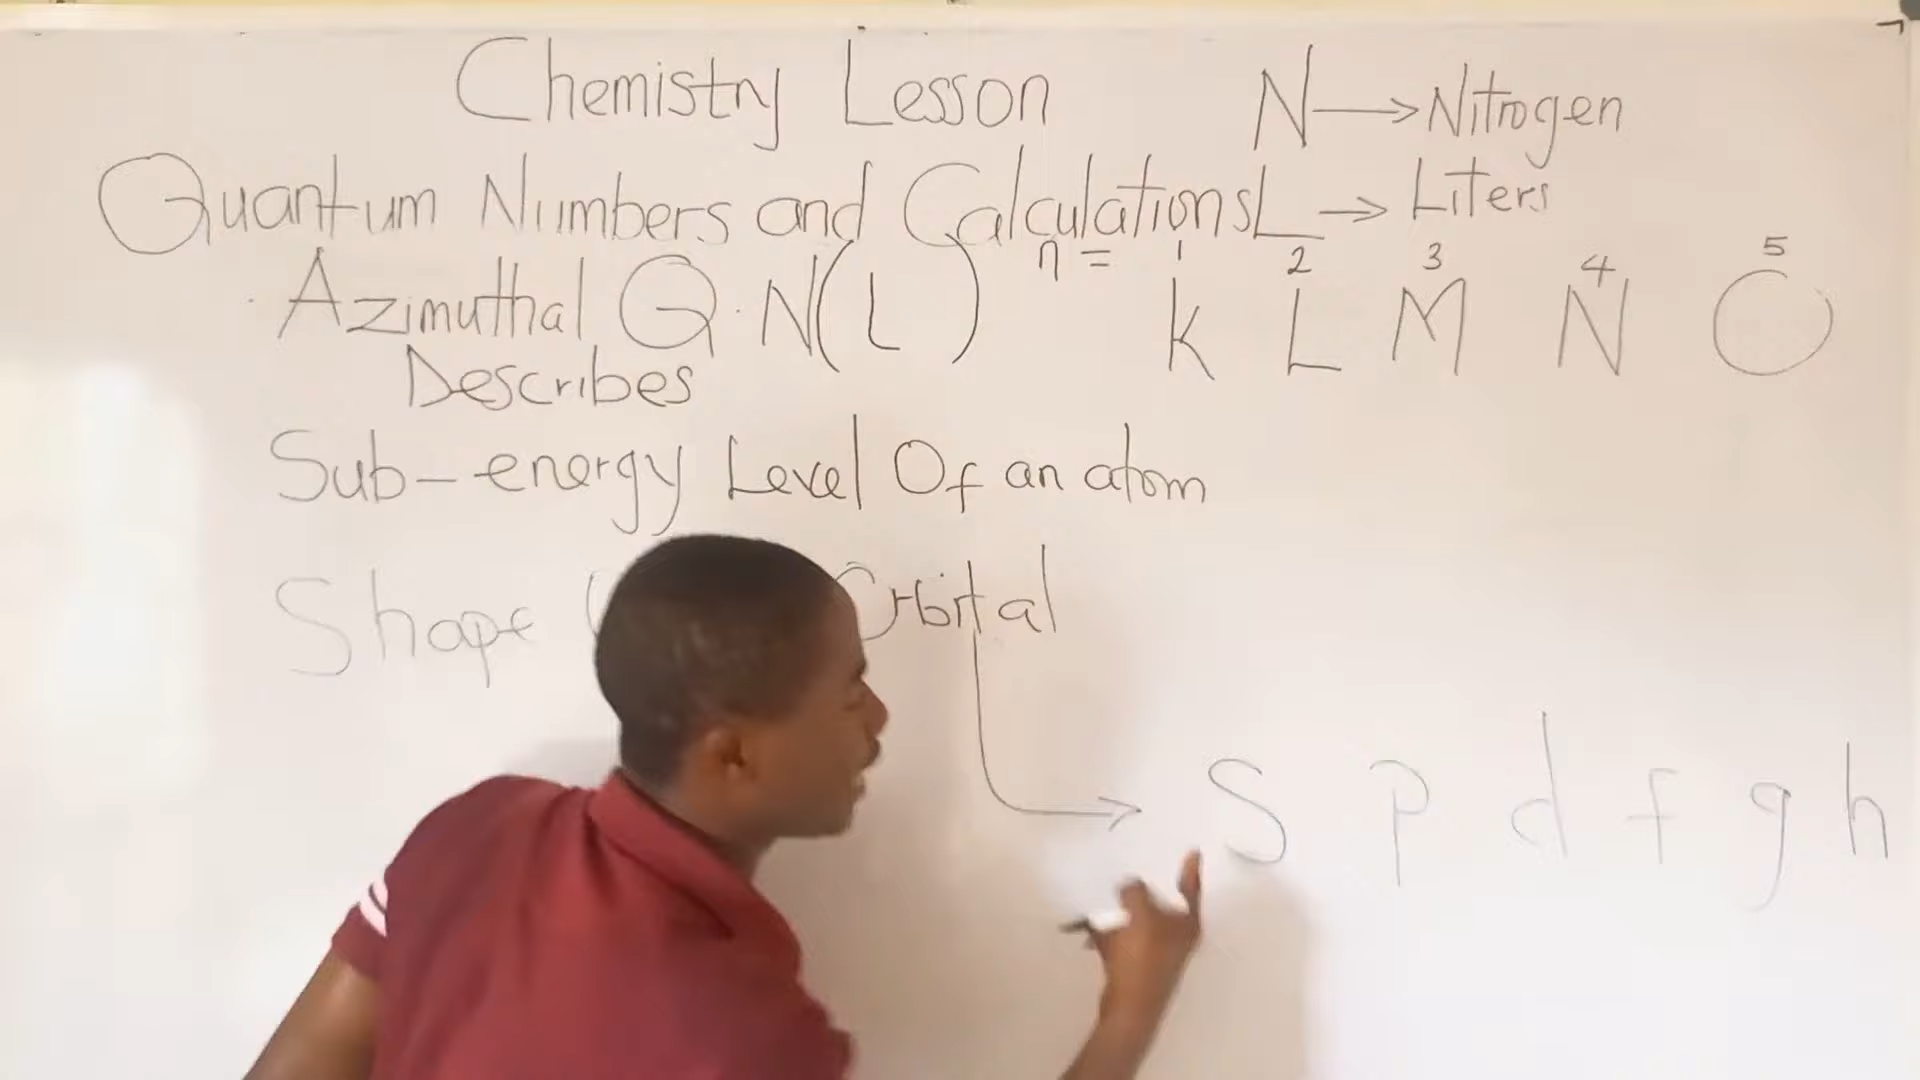 Chemistry Lesson
N → Nitrogen
Quantum Numbers and Calculations
L → Liters
n = 1 2 3 4 5
Azimuthal Q.N(L)
K L M N O
Describes
Sub-energy Level Of an atom
Shape Orbital
S p d f g h